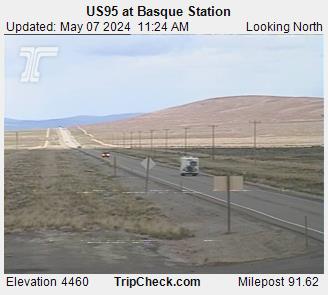 US95 at Basque Station
Updated: May 07 2024 11:24 AM Looking North
Elevation 4460 TripCheck.com Milepost 91.62